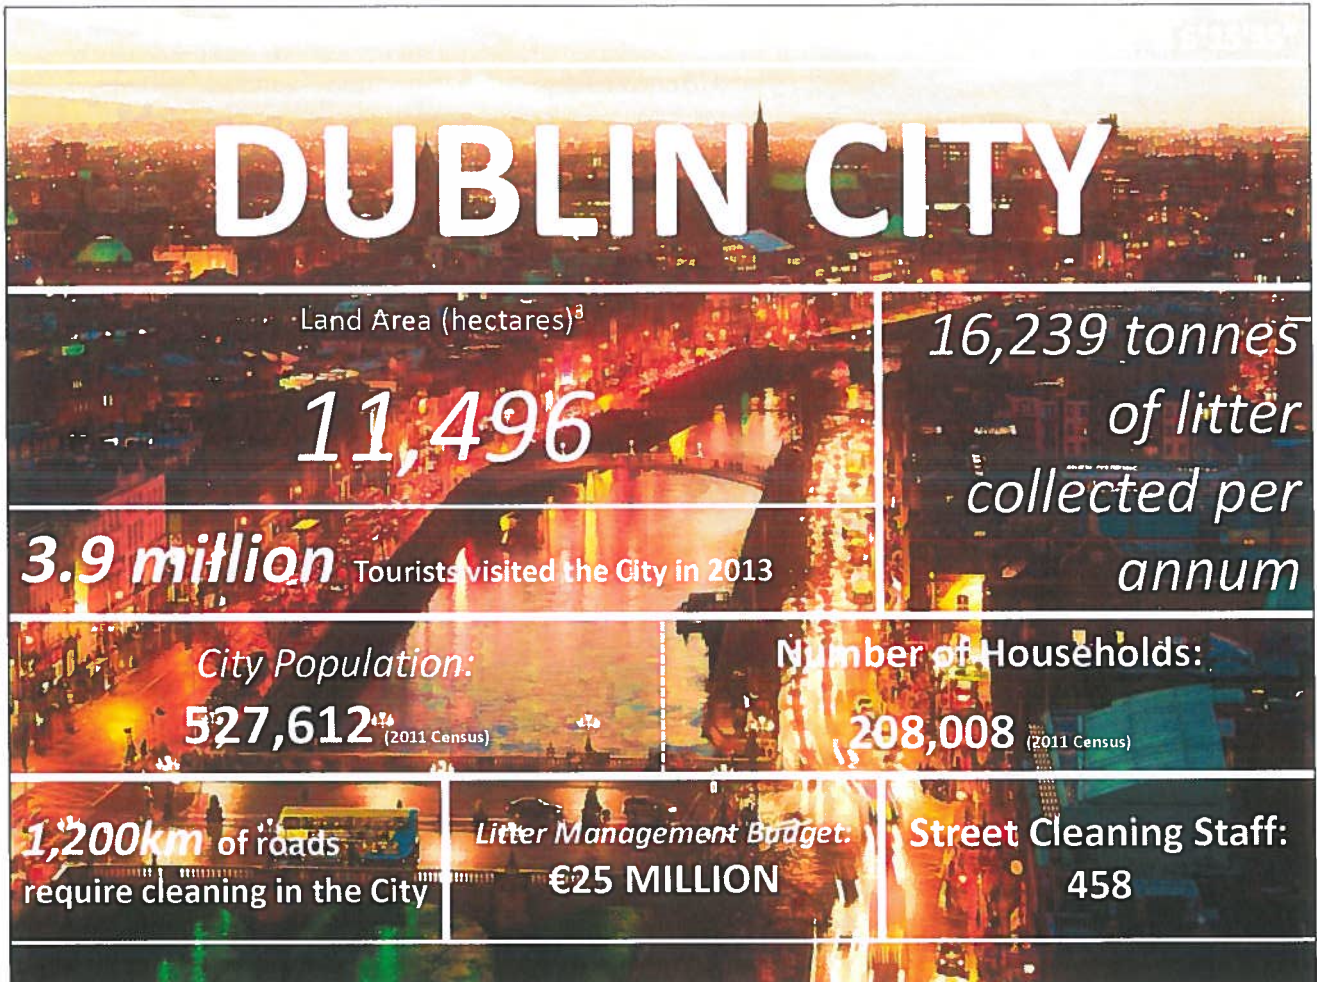 DUBLIN CITY
Land Area (hectares)³
11,496
16,239 tonnes
of litter
collected per
annum
3.9 million Tourists visited the City in 2013
City Population:
527,612 (2011 Census)
Number of Households:
208,008 (2011 Census)
1,200km of roads
require cleaning in the City
Litter Management Budget:
€25 MILLION
Street Cleaning Staff:
458